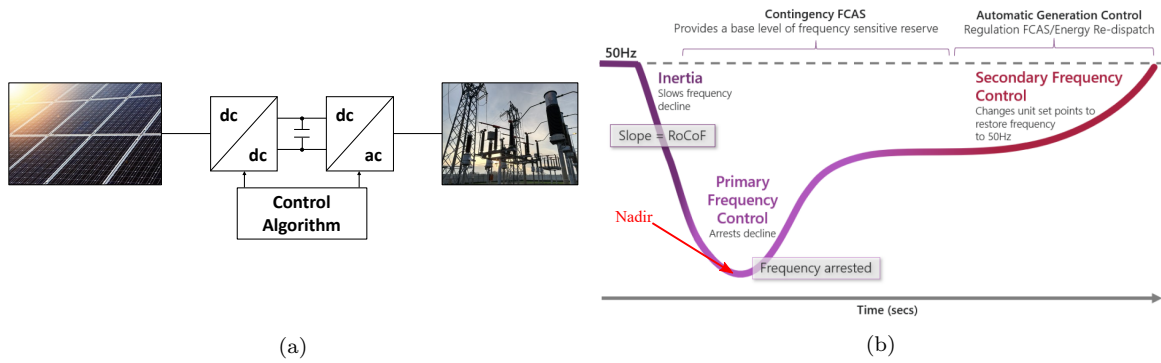 dc
dc
dc
ac
Control
Algorithm
(a)
Contingency FCAS
Provides a base level of frequency sensitive reserve
Automatic Generation Control
Regulation FCAS/Energy Re-dispatch
50Hz
Inertia
Slows frequency
decline
Slope = RoCoF
Secondary Frequency
Control
Changes unit set points to
restore frequency
to 50Hz
Primary
Frequency
Control
Arrests decline
Nadir
Frequency arrested
Time (secs)
(b)